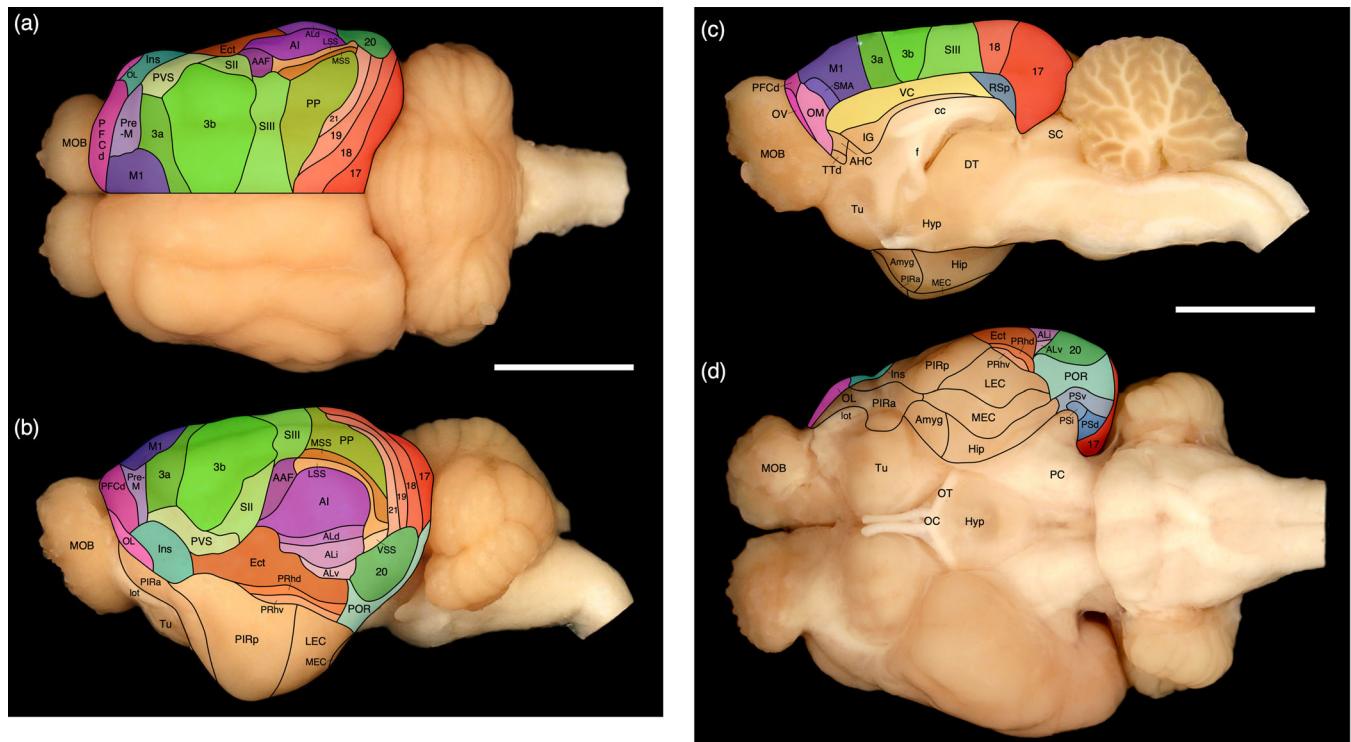 (a)
ALd
Ect
AI
LSS
20
Ins
SII
AAF
MSS
OL
PVS
PP
MOB
P
F
C
d
Pre
-M
3a
3b
SIII
21
19
18
M1
17
(b)
M1
SIII
MSS
PP
3a
3b
17
PFCd
Pre-
M
AAF
LSS
18
19
SII
AI
21
MOB
OL
Ins
PVS
ALd
VSS
Ect
ALi
ALv
20
PIRa
PRhd
lot
PRhv
POR
Tu
PIRp
LEC
MEC
(c)
3a
3b
SIII
18
M1
17
PFCd
SMA
VC
RSp
OV
OM
cc
IG
SC
MOB
AHC
f
DT
TTd
Tu
Hyp
Amyg
Hip
PIRa
MEC
(d)
Ect
ALi
PRhd
ALv
20
PIRp
PRhv
Ins
LEC
POR
OL
PIRa
PSv
lot
Amyg
MEC
PSi
PSd
Hip
17
MOB
Tu
PC
OT
OC
Hyp